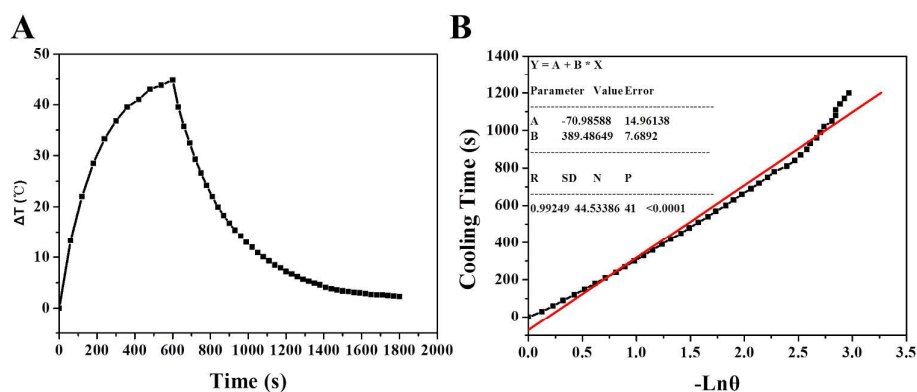 A
B
50
40
30
20
10
0
ΔT (℃)
0 200 400 600 800 1000 1200 1400 1600 1800 2000
Time (s)
Y = A + B * X
Parameter Value Error
A -70.98588 14.96138
B 389.48649 7.6892
R SD N P
0.99249 44.53386 41 <0.0001
1200
1000
800
600
400
200
0
Cooling Time (s)
0.0 0.5 1.0 1.5 2.0 2.5 3.0 3.5
-Lnθ